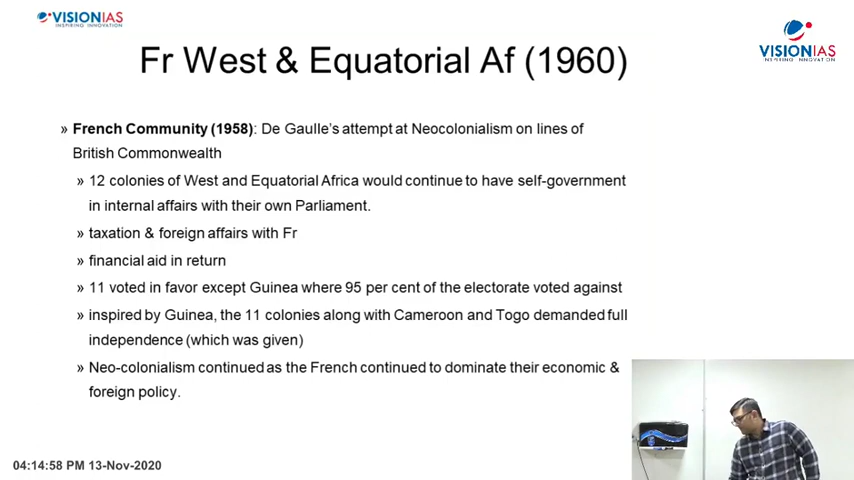 VISIONIAS
INSPIRING INNOVATION
VISIONIAS
INSPIRING INNOVATION
Fr West & Equatorial Af (1960)
» French Community (1958): De Gaulle's attempt at Neocolonialism on lines of
British Commonwealth
» 12 colonies of West and Equatorial Africa would continue to have self-government
in internal affairs with their own Parliament.
» taxation & foreign affairs with Fr
» financial aid in return
» 11 voted in favor except Guinea where 95 per cent of the electorate voted against
» inspired by Guinea, the 11 colonies along with Cameroon and Togo demanded full
independence (which was given)
» Neo-colonialism continued as the French continued to dominate their economic &
foreign policy.
04:14:58 PM 13-Nov-2020